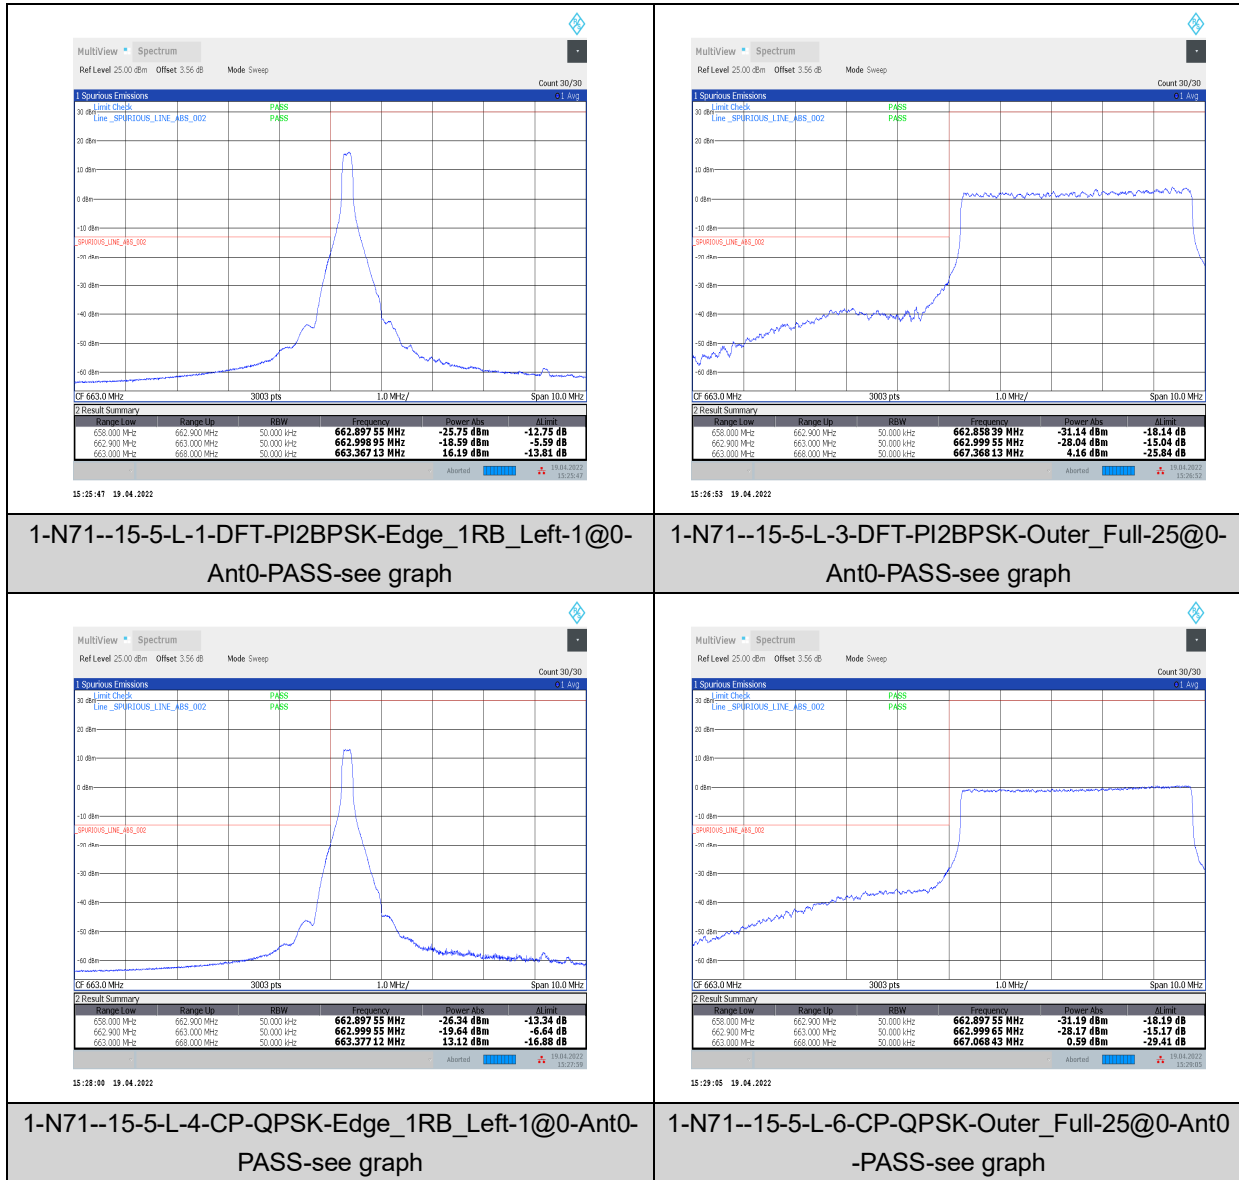 MultiView Spectrum
Ref Level 25.00 dBm Offset 3.56 dB Mode Sweep
Count 30/30
1 Spurious Emissions 1 Avg
Limit Check PASS
Line _SPURIOUS_LINE_ABS_002 PASS
30 dBm
20 dBm
10 dBm
0 dBm
-10 dBm
_SPURIOUS_LINE_ABS_002
-20 dBm
-30 dBm
-40 dBm
-50 dBm
-60 dBm
CF 663.0 MHz 3003 pts 1.0 MHz/ Span 10.0 MHz
2 Result Summary
Range Low Range Up RBW Frequency Power Abs ΔLimit
658.000 MHz 662.900 MHz 50.000 kHz 662.897 55 MHz -25.75 dBm -12.75 dB
662.900 MHz 663.000 MHz 50.000 kHz 662.998 95 MHz -18.59 dBm -5.59 dB
663.000 MHz 668.000 MHz 50.000 kHz 663.367 13 MHz 16.19 dBm -13.81 dB
Aborted 19.04.2022
15:25:47
15:25:47 19.04.2022
1-N71--15-5-L-1-DFT-PI2BPSK-Edge_1RB_Left-1@0-
Ant0-PASS-see graph
MultiView Spectrum
Ref Level 25.00 dBm Offset 3.56 dB Mode Sweep
Count 30/30
1 Spurious Emissions 1 Avg
Limit Check PASS
Line _SPURIOUS_LINE_ABS_002 PASS
30 dBm
20 dBm
10 dBm
0 dBm
-10 dBm
_SPURIOUS_LINE_ABS_002
-20 dBm
-30 dBm
-40 dBm
-50 dBm
-60 dBm
CF 663.0 MHz 3003 pts 1.0 MHz/ Span 10.0 MHz
2 Result Summary
Range Low Range Up RBW Frequency Power Abs ΔLimit
658.000 MHz 662.900 MHz 50.000 kHz 662.858 39 MHz -31.14 dBm -18.14 dB
662.900 MHz 663.000 MHz 50.000 kHz 662.999 55 MHz -28.04 dBm -15.04 dB
663.000 MHz 668.000 MHz 50.000 kHz 667.368 13 MHz 4.16 dBm -25.84 dB
Aborted 19.04.2022
15:26:52
15:26:53 19.04.2022
1-N71--15-5-L-3-DFT-PI2BPSK-Outer_Full-25@0-
Ant0-PASS-see graph
MultiView Spectrum
Ref Level 25.00 dBm Offset 3.56 dB Mode Sweep
Count 30/30
1 Spurious Emissions 1 Avg
Limit Check PASS
Line _SPURIOUS_LINE_ABS_002 PASS
30 dBm
20 dBm
10 dBm
0 dBm
-10 dBm
_SPURIOUS_LINE_ABS_002
-20 dBm
-30 dBm
-40 dBm
-50 dBm
-60 dBm
CF 663.0 MHz 3003 pts 1.0 MHz/ Span 10.0 MHz
2 Result Summary
Range Low Range Up RBW Frequency Power Abs ΔLimit
658.000 MHz 662.900 MHz 50.000 kHz 662.897 55 MHz -26.34 dBm -13.34 dB
662.900 MHz 663.000 MHz 50.000 kHz 662.999 55 MHz -19.64 dBm -6.64 dB
663.000 MHz 668.000 MHz 50.000 kHz 663.377 12 MHz 13.12 dBm -16.88 dB
Aborted 19.04.2022
15:27:59
15:28:00 19.04.2022
1-N71--15-5-L-4-CP-QPSK-Edge_1RB_Left-1@0-Ant0-
PASS-see graph
MultiView Spectrum
Ref Level 25.00 dBm Offset 3.56 dB Mode Sweep
Count 30/30
1 Spurious Emissions 1 Avg
Limit Check PASS
Line _SPURIOUS_LINE_ABS_002 PASS
30 dBm
20 dBm
10 dBm
0 dBm
-10 dBm
_SPURIOUS_LINE_ABS_002
-20 dBm
-30 dBm
-40 dBm
-50 dBm
-60 dBm
CF 663.0 MHz 3003 pts 1.0 MHz/ Span 10.0 MHz
2 Result Summary
Range Low Range Up RBW Frequency Power Abs ΔLimit
658.000 MHz 662.900 MHz 50.000 kHz 662.897 55 MHz -31.19 dBm -18.19 dB
662.900 MHz 663.000 MHz 50.000 kHz 662.999 65 MHz -28.17 dBm -15.17 dB
663.000 MHz 668.000 MHz 50.000 kHz 667.068 43 MHz 0.59 dBm -29.41 dB
Aborted 19.04.2022
15:29:05
15:29:05 19.04.2022
1-N71--15-5-L-6-CP-QPSK-Outer_Full-25@0-Ant0
-PASS-see graph